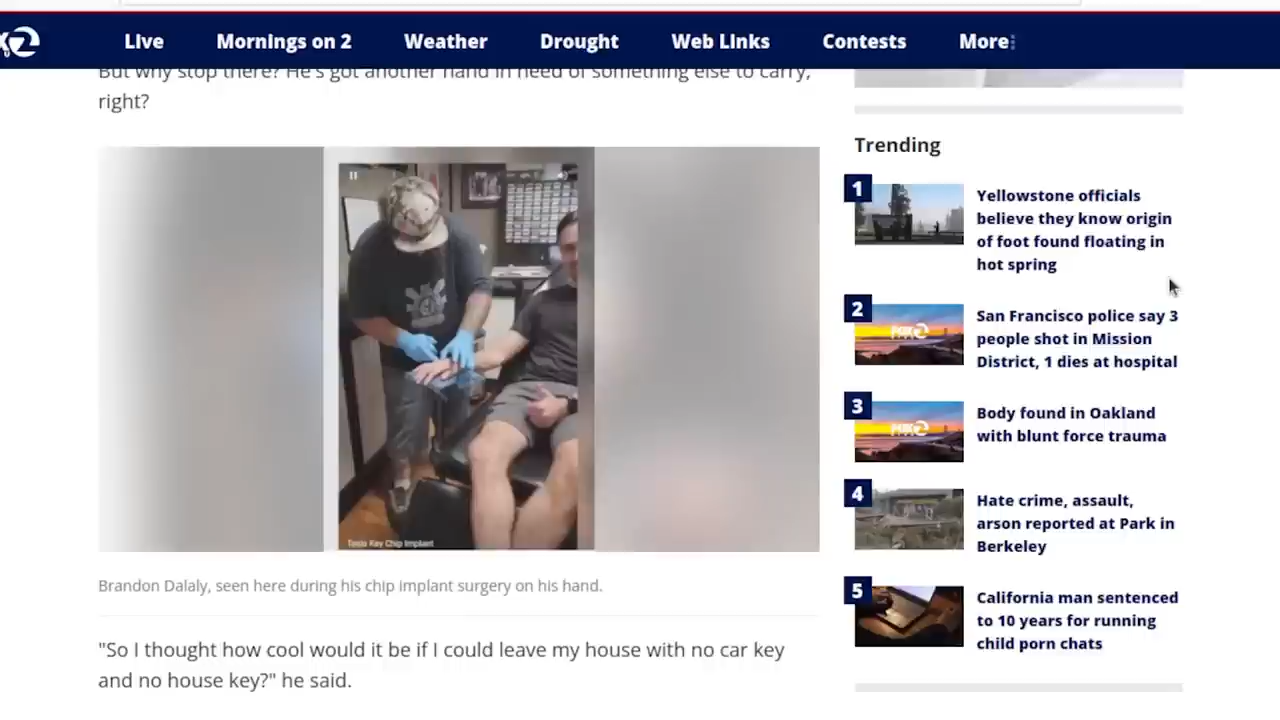 Live
Mornings on 2
Weather
Drought
Web Links
Contests
More
But why stop there? He's got another hand in need of something else to carry,
right?
Tesla Key Chip Implant
Brandon Dalaly, seen here during his chip implant surgery on his hand.
"So I thought how cool would it be if I could leave my house with no car key
and no house key?" he said.
Trending
1
Yellowstone officials
believe they know origin
of foot found floating in
hot spring
2
San Francisco police say 3
people shot in Mission
District, 1 dies at hospital
3
Body found in Oakland
with blunt force trauma
4
Hate crime, assault,
arson reported at Park in
Berkeley
5
California man sentenced
to 10 years for running
child porn chats